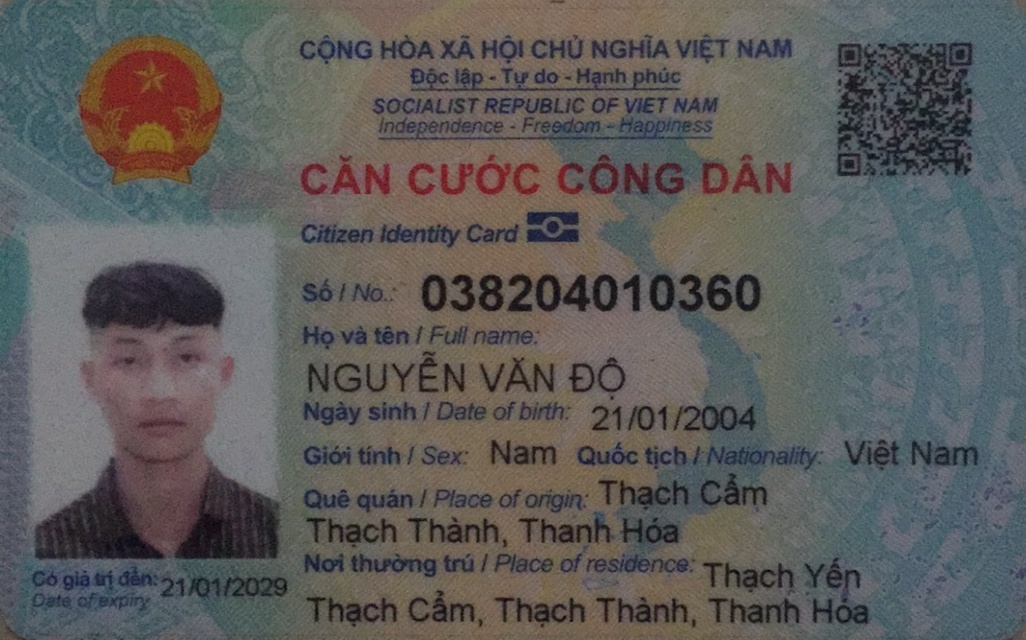 CỘNG HÒA XÃ HỘI CHỦ NGHĨA VIỆT NAM
Độc lập - Tự do - Hạnh phúc
SOCIALIST REPUBLIC OF VIET NAM
Independence - Freedom - Happiness
CĂN CƯỚC CÔNG DÂN
Citizen Identity Card
Số / No.: 038204010360
Họ và tên / Full name:
NGUYỄN VĂN ĐỘ
Ngày sinh / Date of birth: 21/01/2004
Giới tính / Sex: Nam Quốc tịch / Nationality: Việt Nam
Quê quán / Place of origin: Thạch Cẩm
Thạch Thành, Thanh Hóa
Nơi thường trú / Place of residence: Thạch Yến
Thạch Cẩm, Thạch Thành, Thanh Hóa
Có giá trị đến: 21/01/2029
Date of expiry